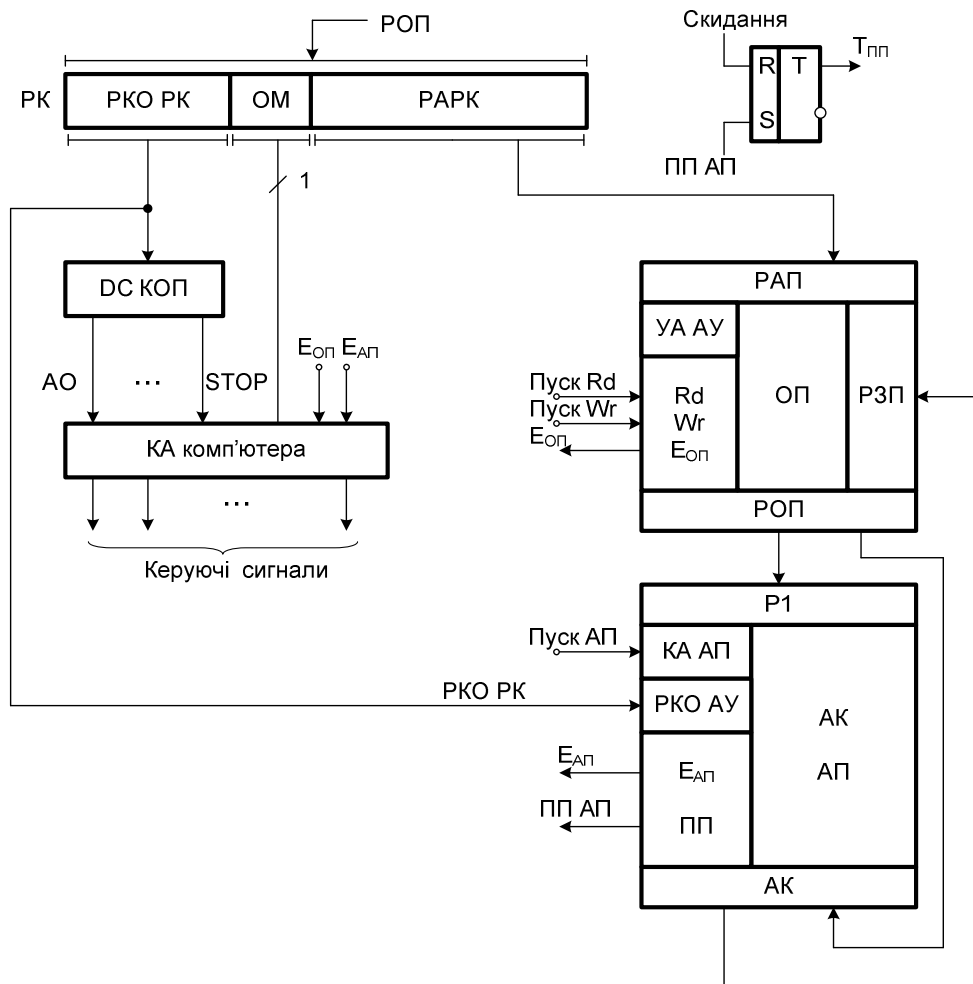 РОП
Скидання
РК
РКО РК
ОМ
РАРК
R
T
TПП
S
ПП АП
1
DC КОП
АО
...
STOP
EОП
EАП
КА комп'ютера
...
Керуючі сигнали
РАП
УА АУ
Пуск Rd
Пуск Wr
EОП
Rd
Wr
EОП
ОП
РЗП
РОП
Р1
Пуск АП
КА АП
РКО РК
РКО АУ
АК
АП
EАП
EАП
ПП АП
ПП
АК